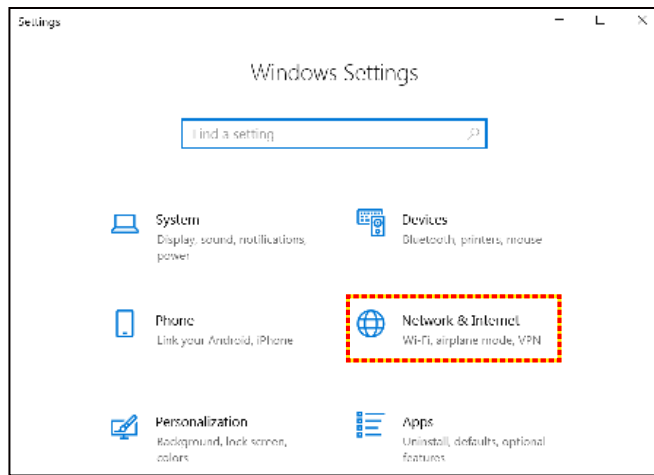 Settings
Windows Settings
Find a setting
System
Display, sound, notifications,
power
Devices
Bluetooth, printers, mouse
Phone
Link your Android, iPhone
Network & Internet
Wi-Fi, airplane mode, VPN
Personalization
Background, lock screen,
colors
Apps
Uninstall, defaults, optional
features